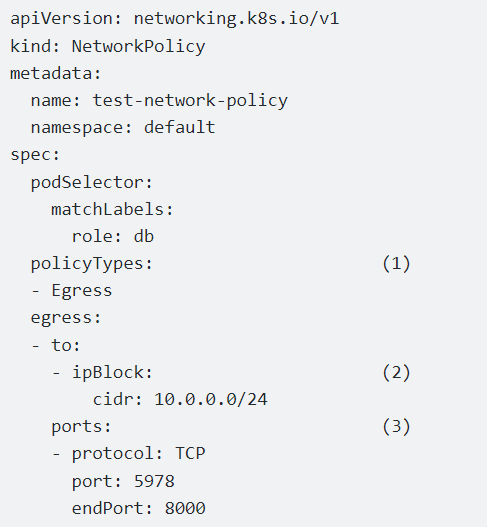 apiVersion: networking.k8s.io/v1
kind: NetworkPolicy
metadata:
  name: test-network-policy
  namespace: default
spec:
  podSelector:
    matchLabels:
      role: db
  policyTypes:                      (1)
  - Egress
  egress:
  - to:
    - ipBlock:                      (2)
        cidr: 10.0.0.0/24
    ports:                          (3)
    - protocol: TCP
      port: 5978
      endPort: 8000